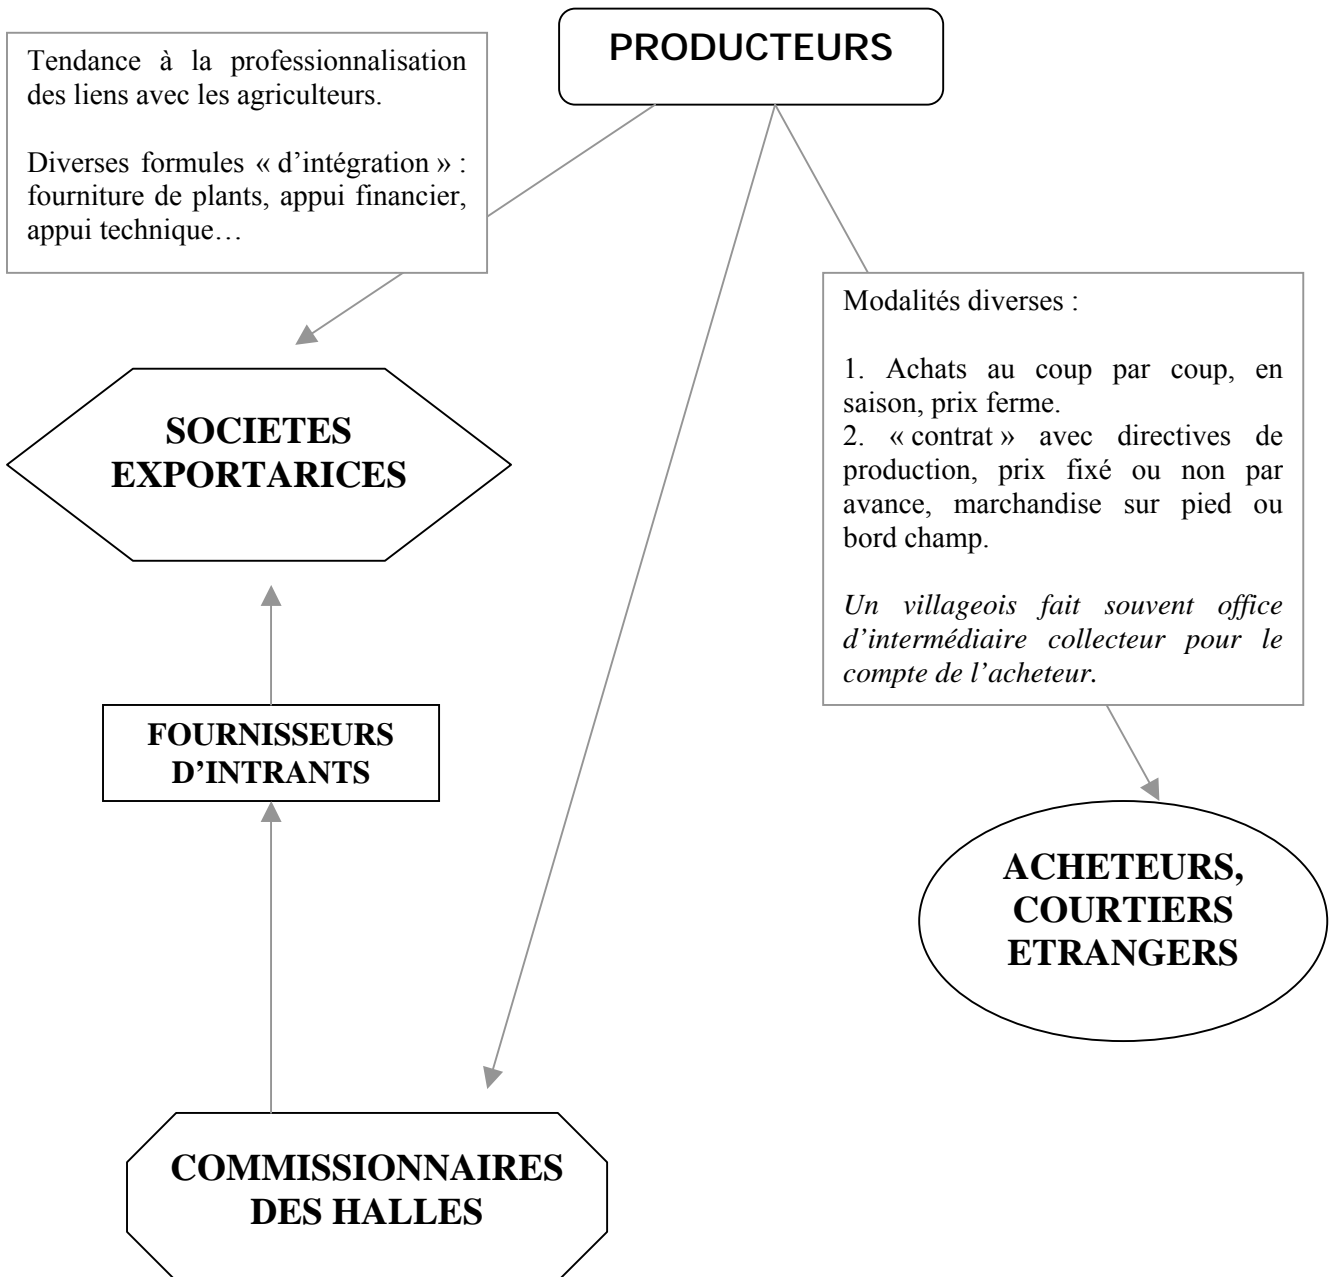 PRODUCTEURS
Tendance à la professionnalisation
des liens avec les agriculteurs.
Diverses formules « d’intégration » :
fourniture de plants, appui financier,
appui technique…
Modalités diverses :
1. Achats au coup par coup, en
saison, prix ferme.
2. « contrat » avec directives de
production, prix fixé ou non par
avance, marchandise sur pied ou
bord champ.
Un villageois fait souvent office
d’intermédiaire collecteur pour le
compte de l’acheteur.
SOCIETES
EXPORTARICES
FOURNISSEURS
D’INTRANTS
ACHETEURS,
COURTIERS
ETRANGERS
COMMISSIONNAIRES
DES HALLES